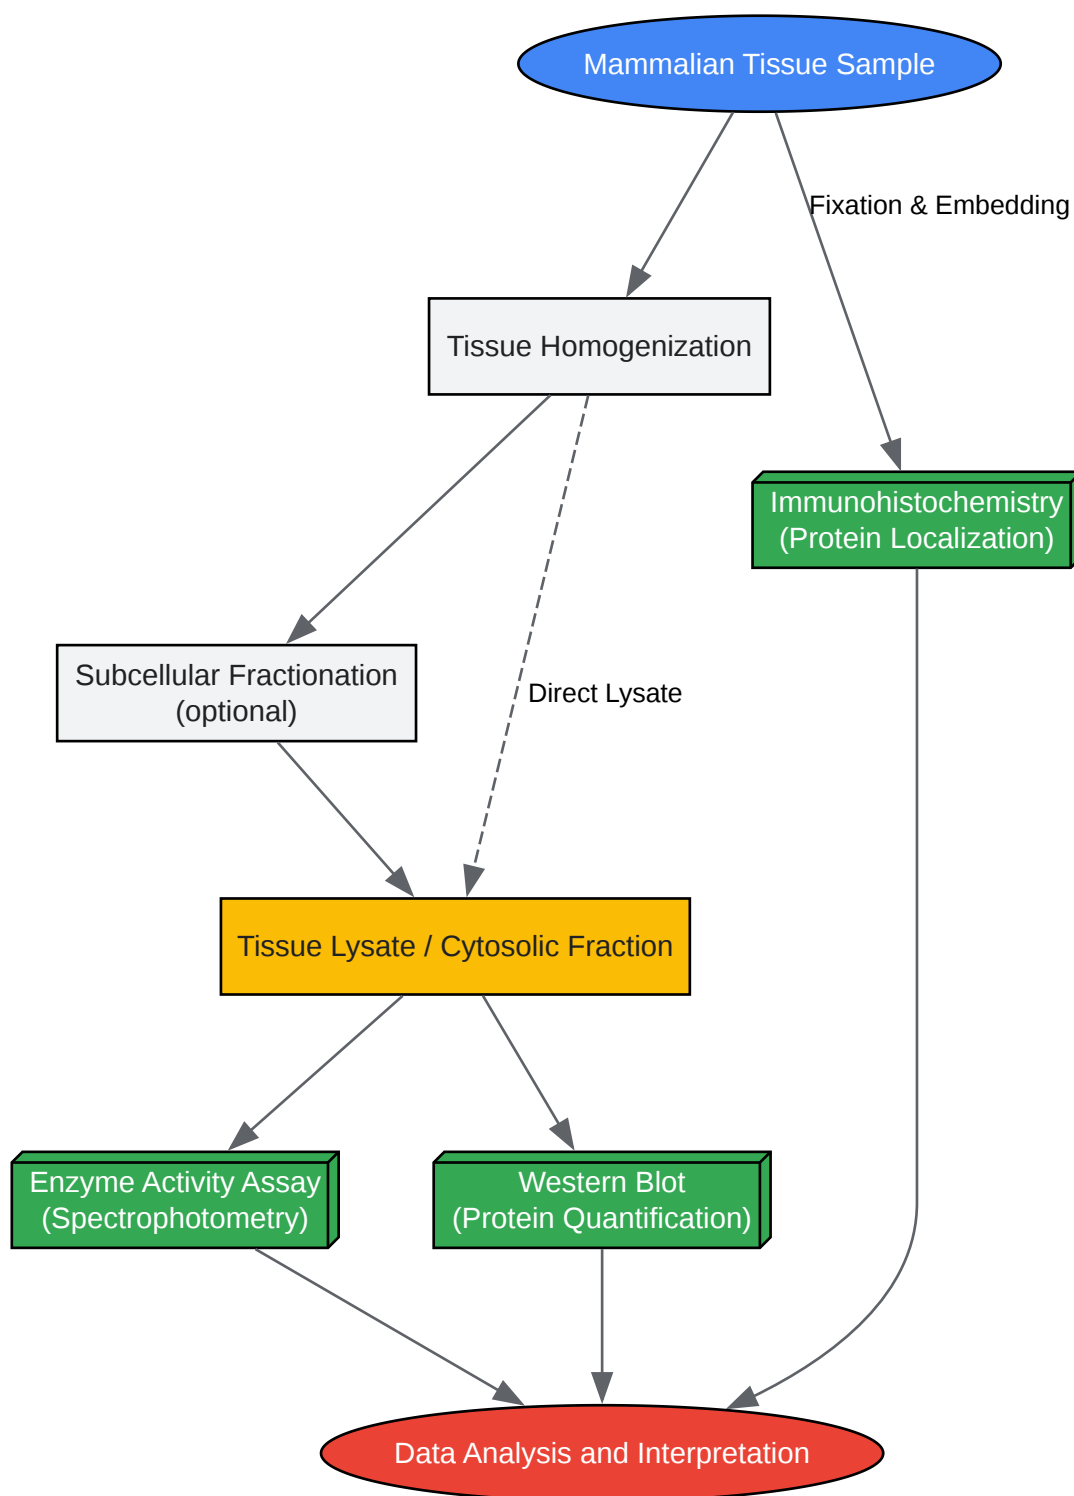 Mammalian Tissue Sample
Fixation & Embedding
Tissue Homogenization
Immunohistochemistry
(Protein Localization)
Subcellular Fractionation
(optional)
Direct Lysate
Tissue Lysate / Cytosolic Fraction
Enzyme Activity Assay
(Spectrophotometry)
Western Blot
(Protein Quantification)
Data Analysis and Interpretation